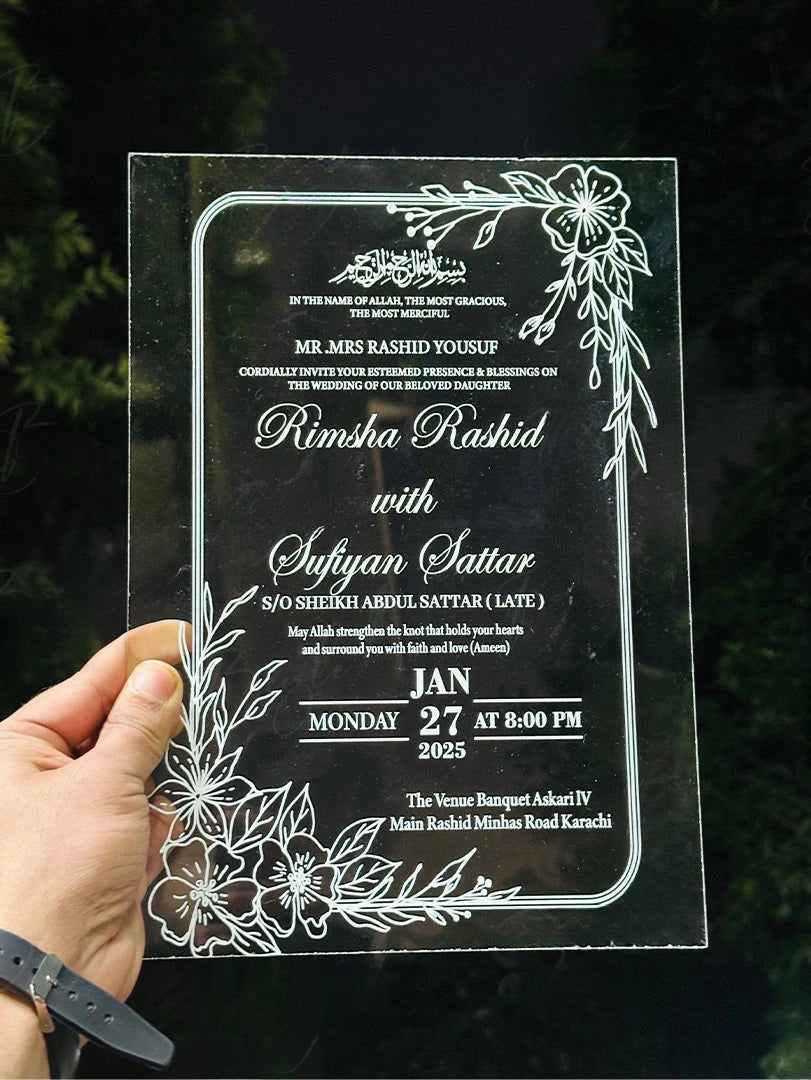 بسم الله الرحمن الرحيم
IN THE NAME OF ALLAH, THE MOST GRACIOUS,
THE MOST MERCIFUL
MR .MRS RASHID YOUSUF
CORDIALLY INVITE YOUR ESTEEMED PRESENCE & BLESSINGS ON
THE WEDDING OF OUR BELOVED DAUGHTER
Rimsha Rashid
with
Sufiyan Sattar
S/O SHEIKH ABDUL SATTAR ( LATE )
May Allah strengthen the knot that holds your hearts
and surround you with faith and love (Ameen)
JAN
MONDAY 27 AT 8:00 PM
2025
The Venue Banquet Askari IV
Main Rashid Minhas Road Karachi